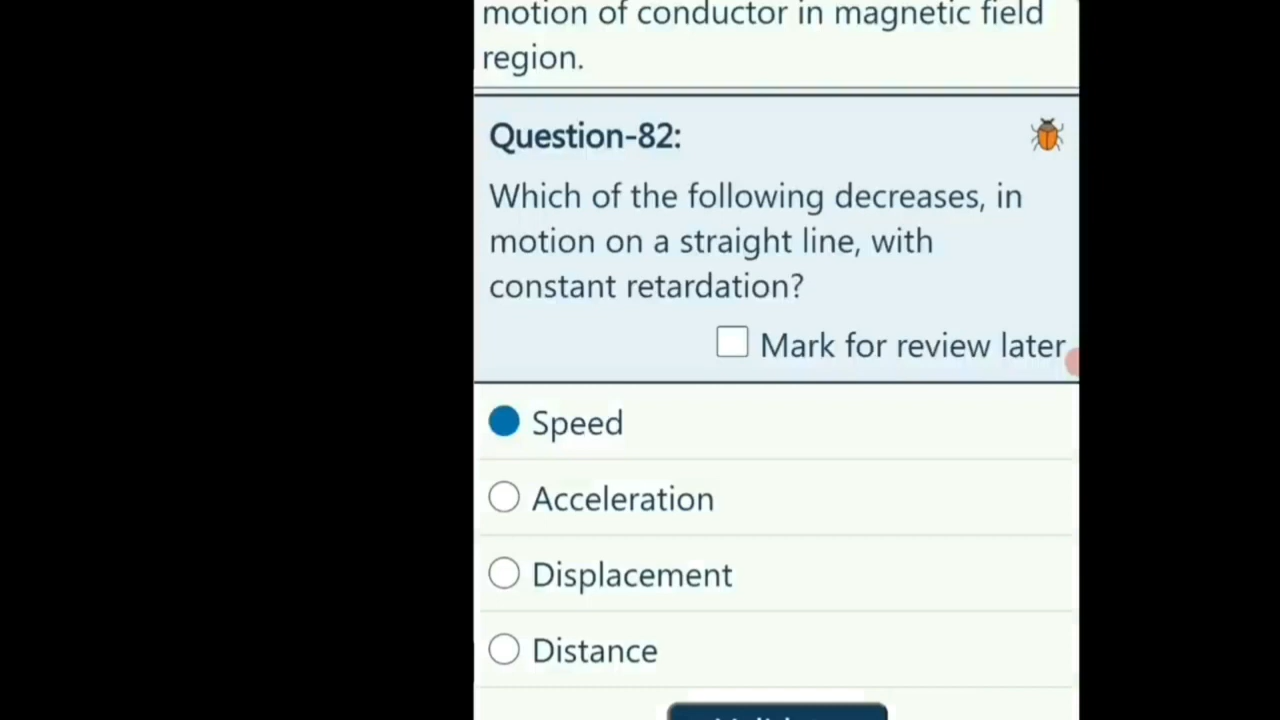 motion of conductor in magnetic field
region.
Question-82:
Which of the following decreases, in
motion on a straight line, with
constant retardation?
Mark for review later
Speed
Acceleration
Displacement
Distance